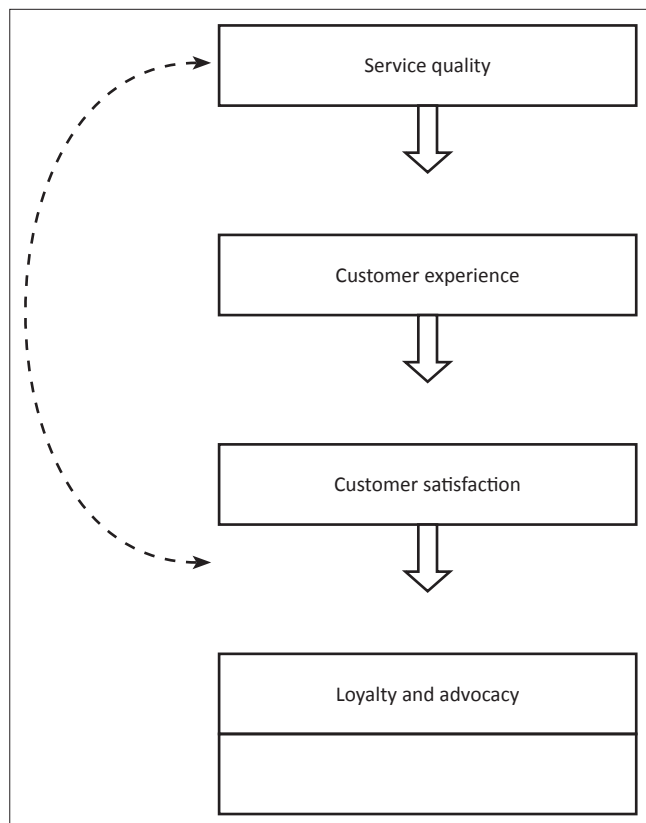 Service quality
Customer experience
Customer satisfaction
Loyalty and advocacy